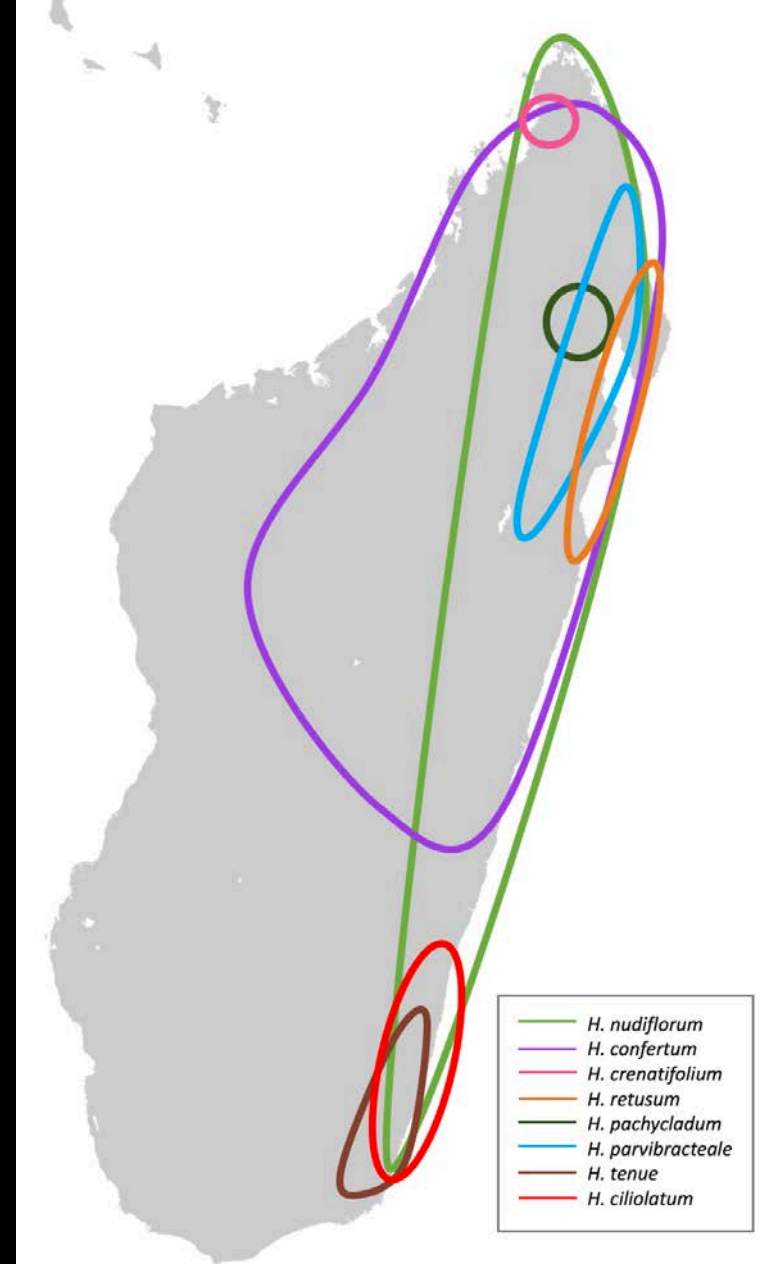 H. nudiflorum
H. confertum
H. crenatifolium
H. retusum
H. pachycladum
H. parvibracteale
H. tenue
H. ciliolatum